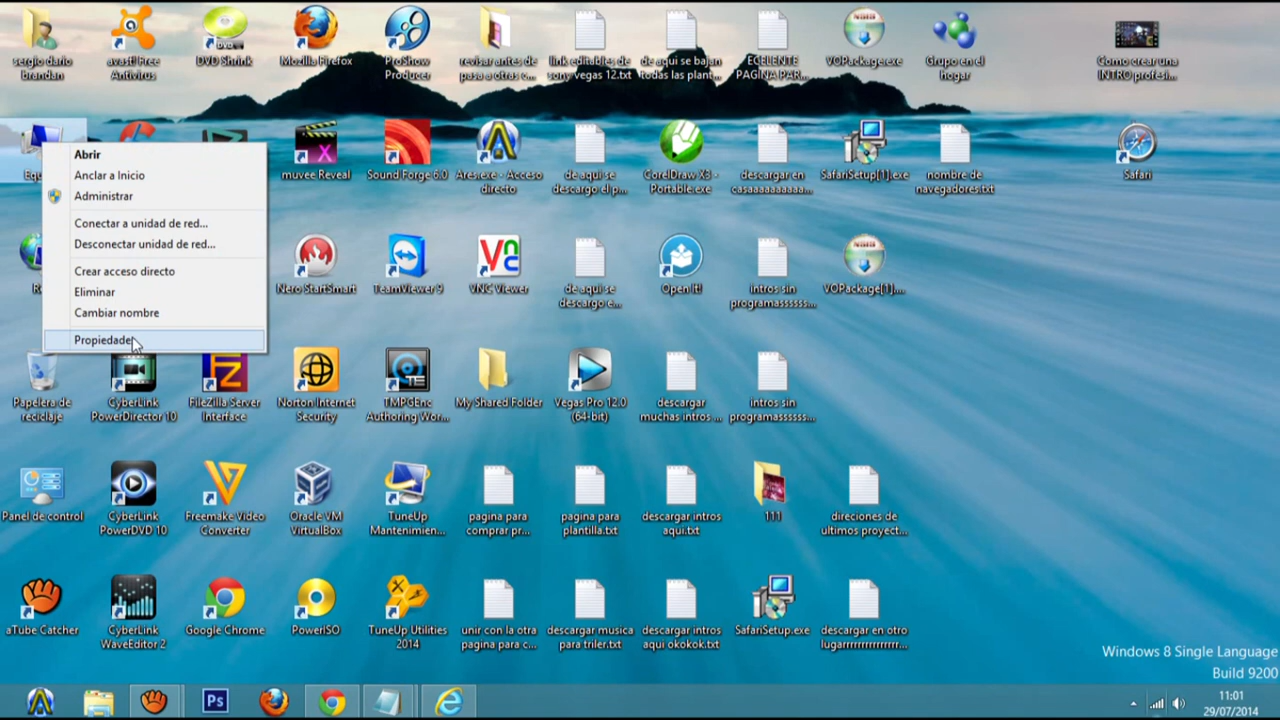 sergio dario
brandan
avast! Free
Antivirus
DVD
DVD Shrink
Mozilla Firefox
ProShow
Producer
revisar antes de
pasa a otras c...
link editables de
sony vegas 12.txt
de aqui se bajan
todas las plant...
ECELENTE
PAGINA PAR...
VOPackage.exe
Grupo en el
hogar
Como crear una
INTRO profesi...
Abrir
Anclar a Inicio
Administrar
Conectar a unidad de red...
Desconectar unidad de red...
Crear acceso directo
Eliminar
Cambiar nombre
Propiedade
X
muvee Reveal
Sound Forge 6.0
Ares.exe - Acceso
directo
de aqui se
descargo el p...
CorelDraw X3 -
Portable.exe
descargar en
casaaaaaaaaa...
SafariSetup[1].exe
nombre de
navegadores.txt
Safari
Nero StartSmart
TeamViewer 9
VNC Viewer
de aqui se
descargo e...
Open It!
intros sin
programasssss...
VOPackage[1]....
Papelera de
reciclaje
CyberLink
PowerDirector 10
FileZilla Server
Interface
Norton Internet
Security
TE
TMPGEnc
Authoring Wor...
My Shared Folder
Vegas Pro 12.0
(64-bit)
descargar
muchas intros ...
intros sin
programasssss...
Panel de control
CyberLink
PowerDVD 10
Freemake Video
Converter
Oracle VM
VirtualBox
TuneUp
Mantenimien...
pagina para
comprar pr...
pagina para
plantilla.txt
descargar intros
aqui.txt
111
direciones de
ultimos proyect...
aTube Catcher
CyberLink
WaveEditor 2
Google Chrome
PowerISO
TuneUp Utilities
2014
unir con la otra
pagina para c...
descargar musica
para triler.txt
descargar intros
aqui okokok.txt
SafariSetup.exe
descargar en otro
lugarrrrrrrrrrrrr...
Windows 8 Single Language
Build 9200
Ps
11:01
29/07/2014